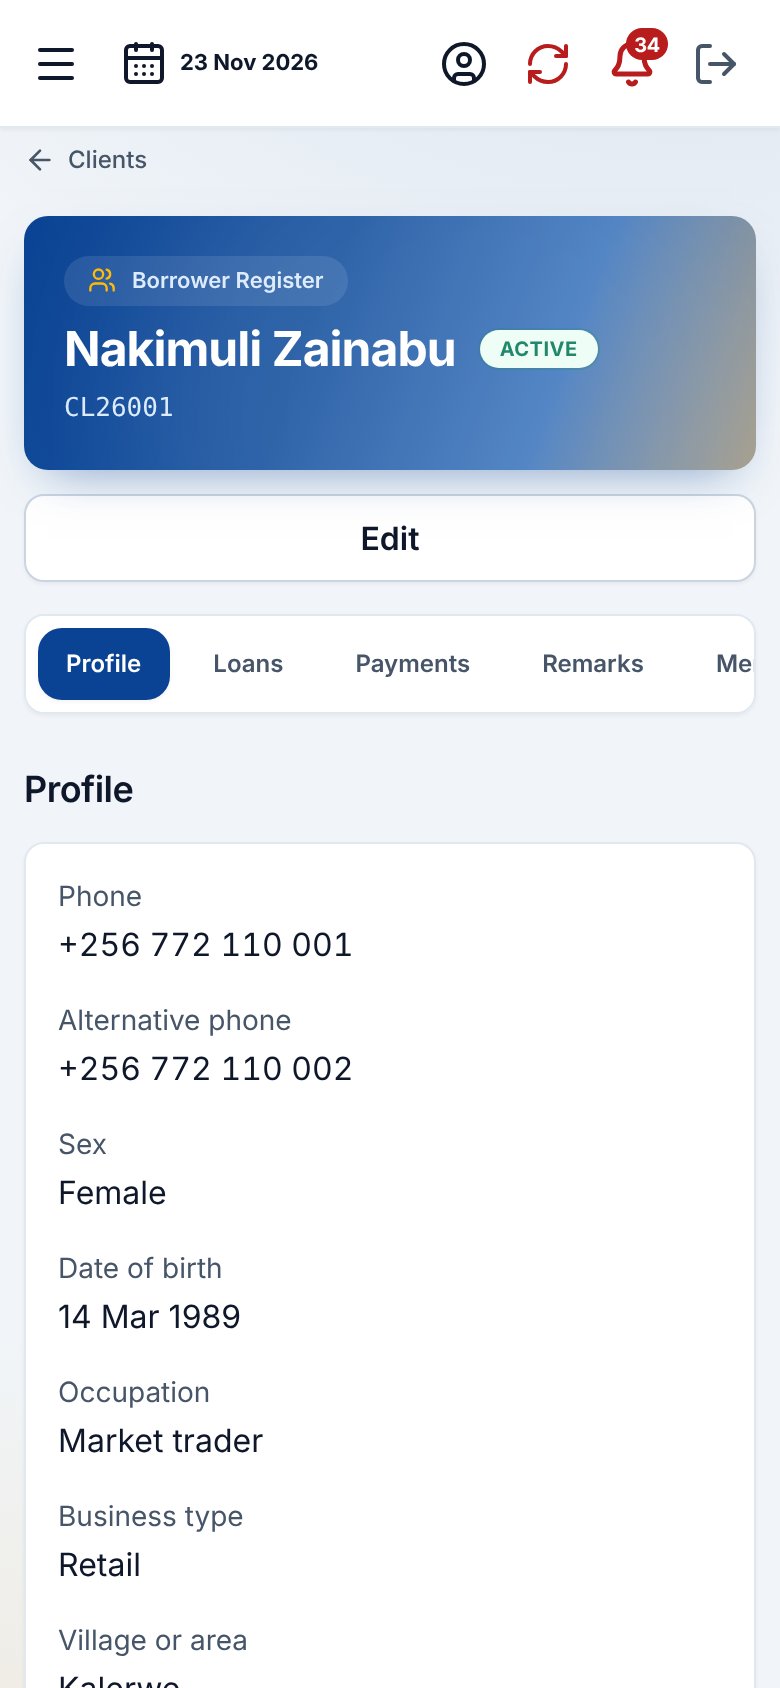 23 Nov 2026
34
Clients
Borrower Register
Nakimuli Zainabu
ACTIVE
CL26001
Edit
Profile
Loans
Payments
Remarks
Me
Profile
Phone
+256 772 110 001
Alternative phone
+256 772 110 002
Sex
Female
Date of birth
14 Mar 1989
Occupation
Market trader
Business type
Retail
Village or area